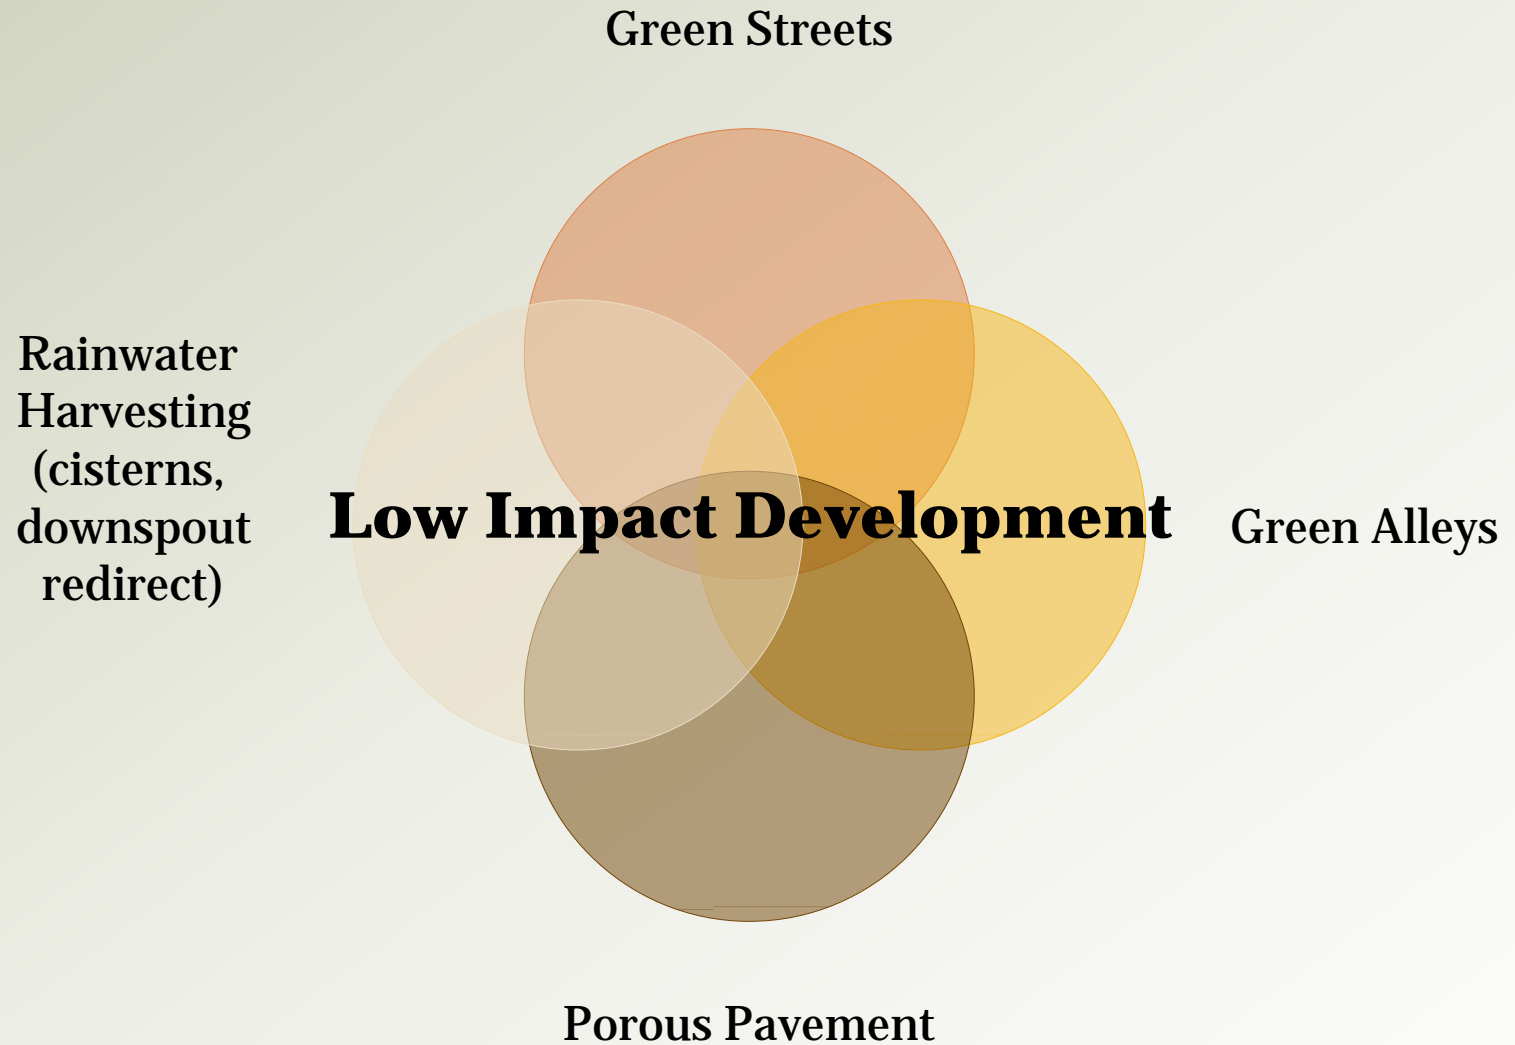 Green Streets
Rainwater
Harvesting
(cisterns,
downspout
redirect)
Low Impact Development
Green Alleys
Porous Pavement